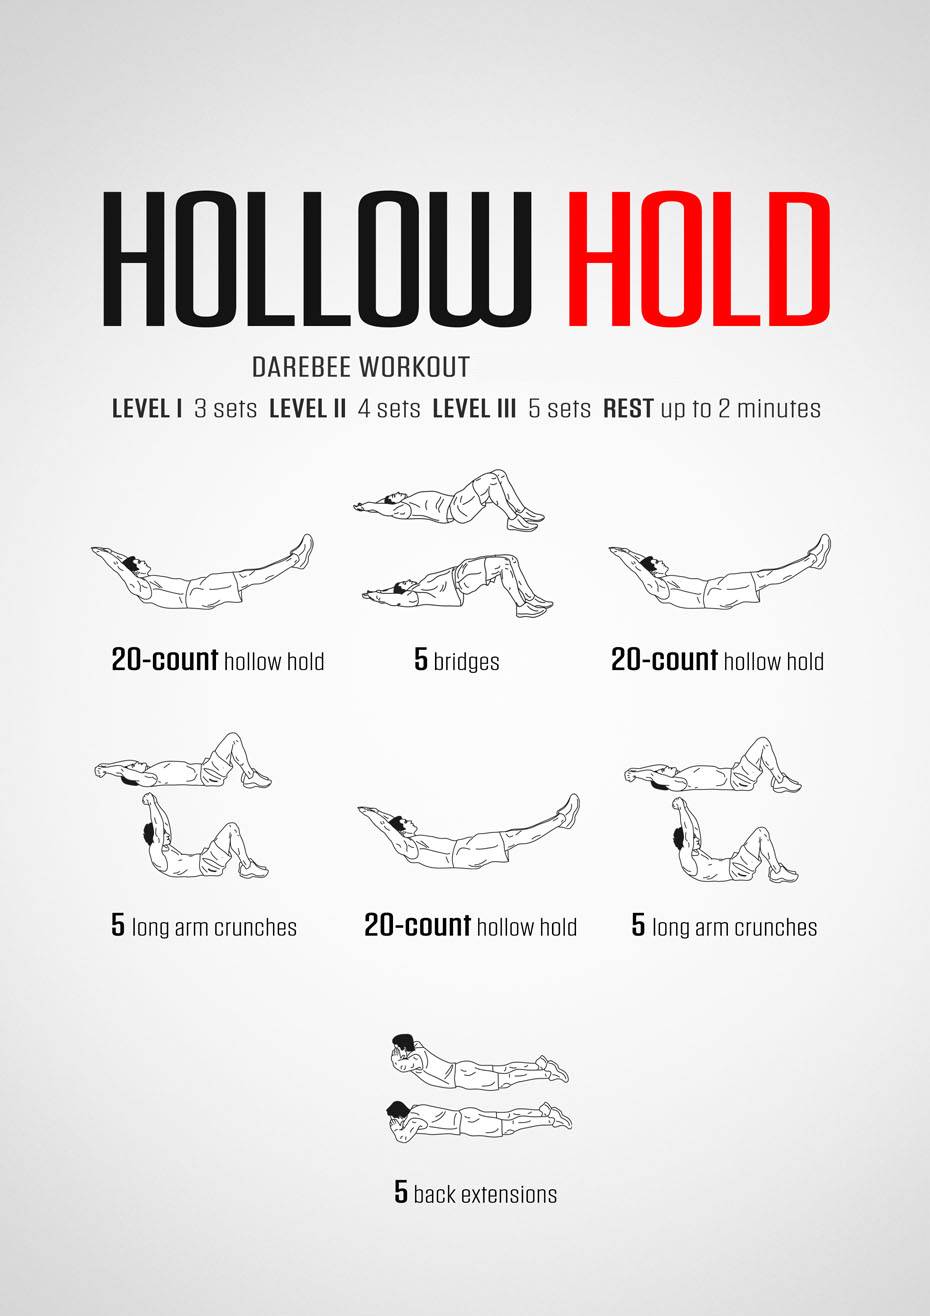 HOLLOW HOLD
DAREBEE WORKOUT
LEVEL I 3 sets LEVEL II 4 sets LEVEL III 5 sets REST up to 2 minutes
20-count hollow hold
5 bridges
20-count hollow hold
5 long arm crunches
20-count hollow hold
5 long arm crunches
5 back extensions